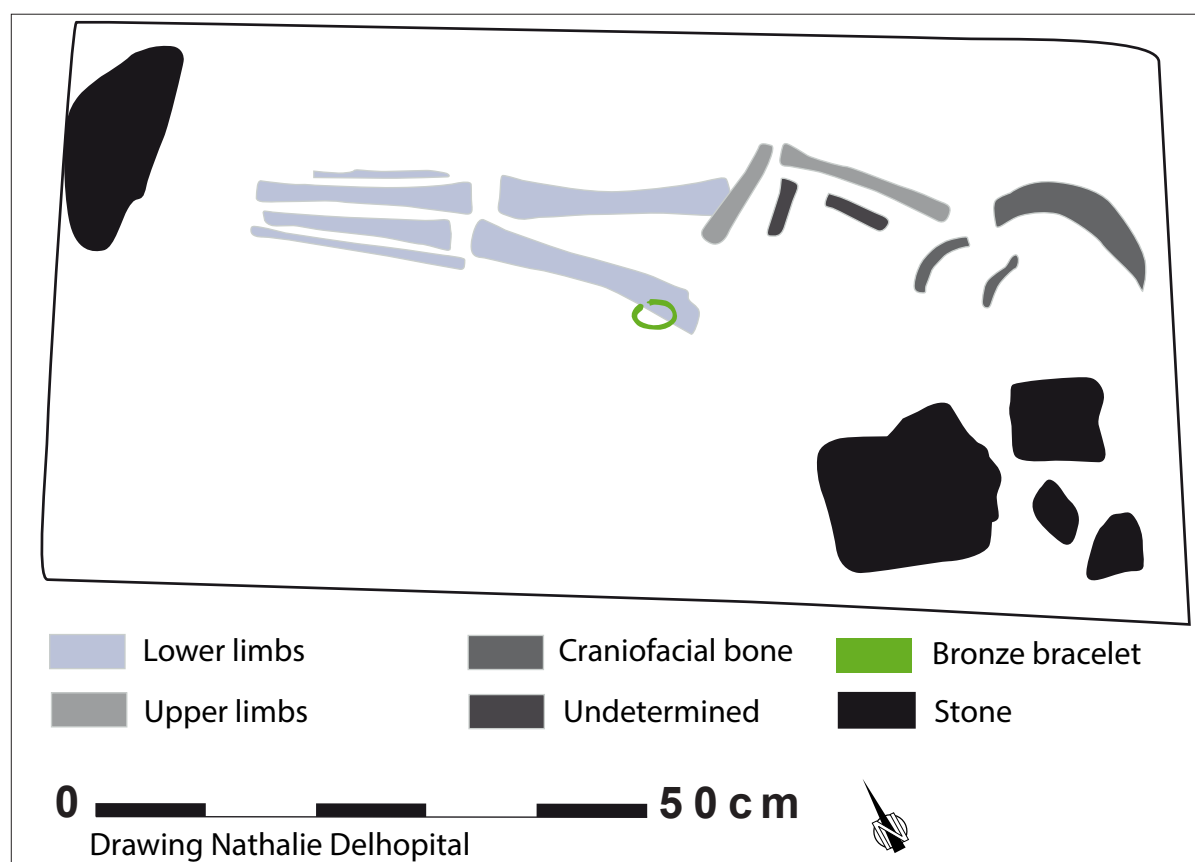 Lower limbs Craniofacial bone Bronze bracelet
Upper limbs Undetermined Stone
0 50cm
Drawing Nathalie Delhopital
N